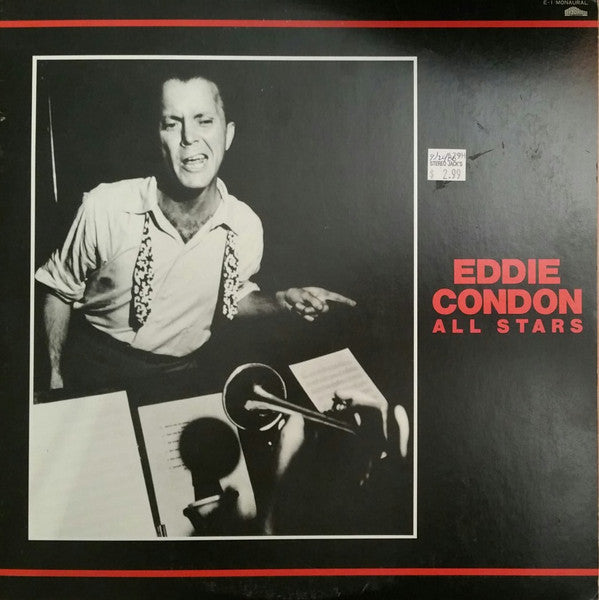 E-1 MONAURAL
STEREO JACK'S
$ 2.99
EDDIE
CONDON
ALL STARS